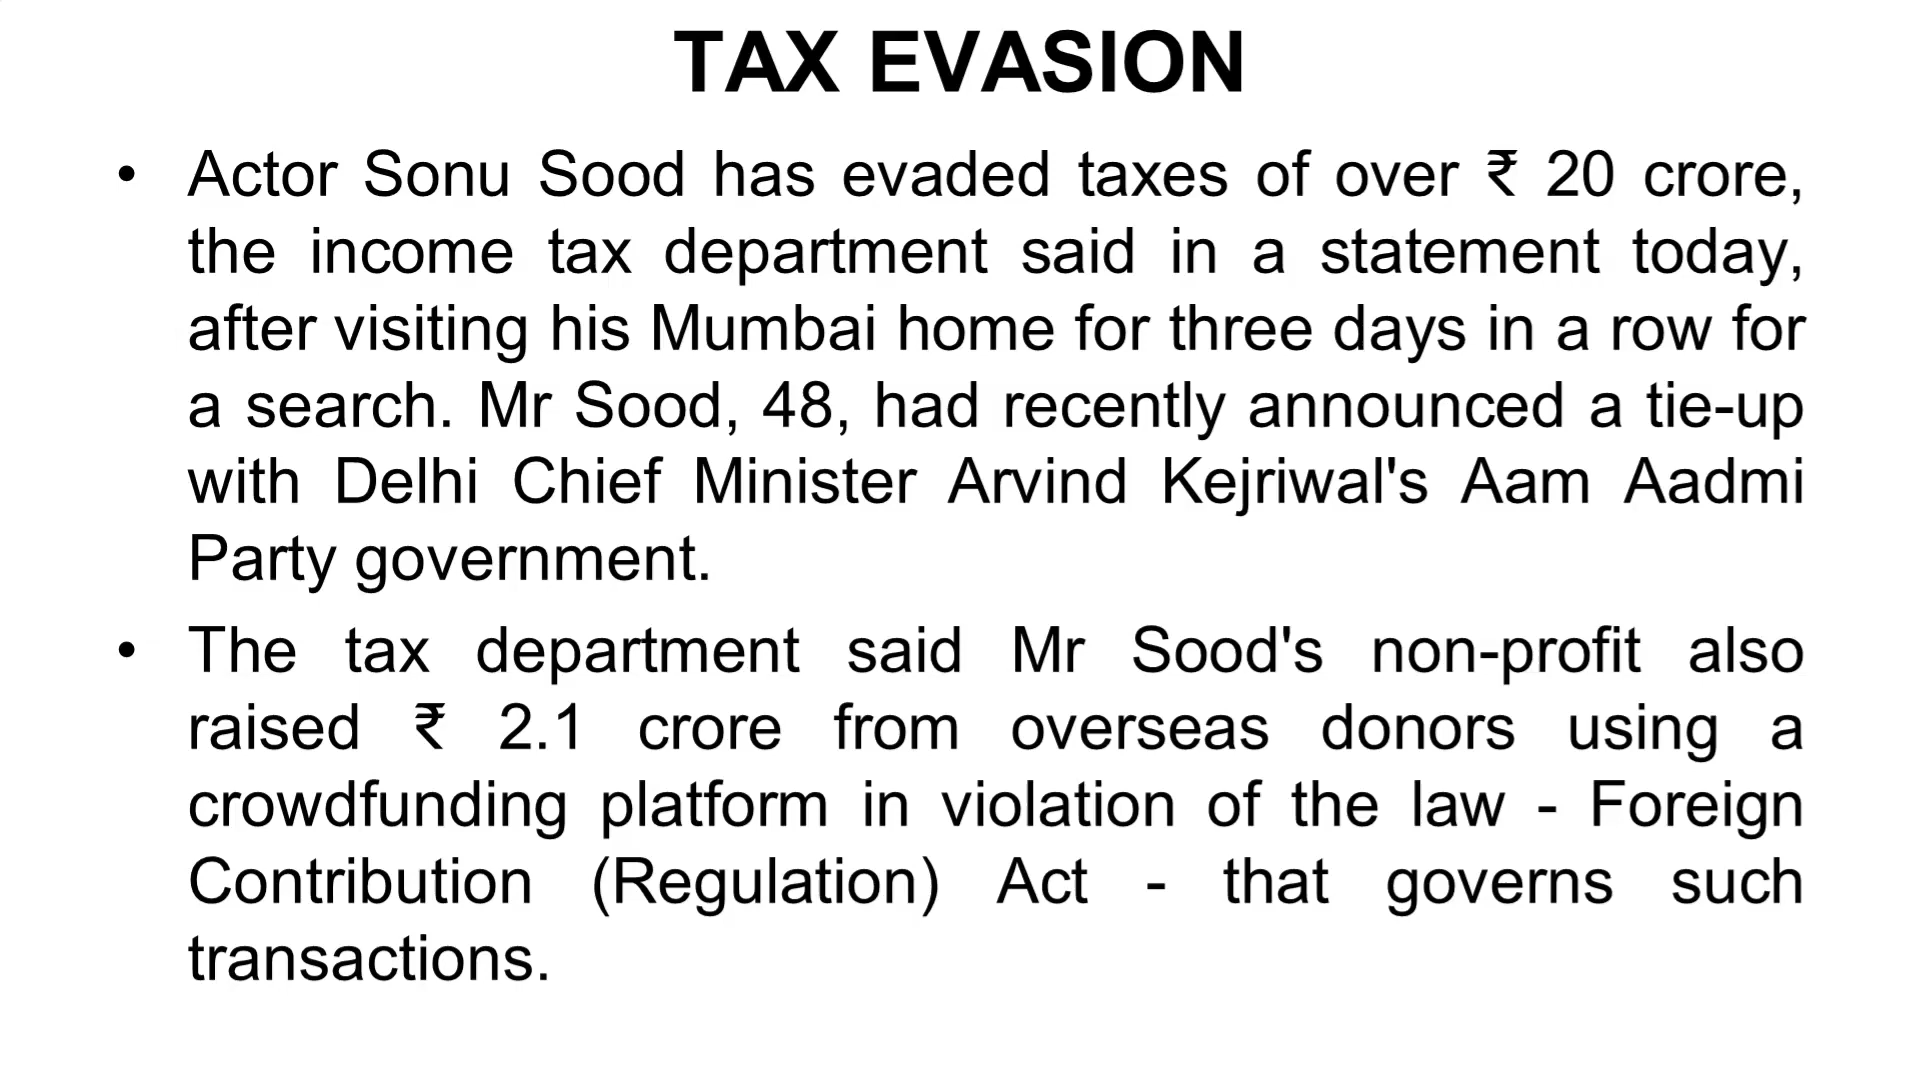 TAX EVASION
• Actor Sonu Sood has evaded taxes of over ₹ 20 crore,
the income tax department said in a statement today,
after visiting his Mumbai home for three days in a row for
a search. Mr Sood, 48, had recently announced a tie-up
with Delhi Chief Minister Arvind Kejriwal's Aam Aadmi
Party government.
• The tax department said Mr Sood's non-profit also
raised ₹ 2.1 crore from overseas donors using a
crowdfunding platform in violation of the law - Foreign
Contribution (Regulation) Act - that governs such
transactions.